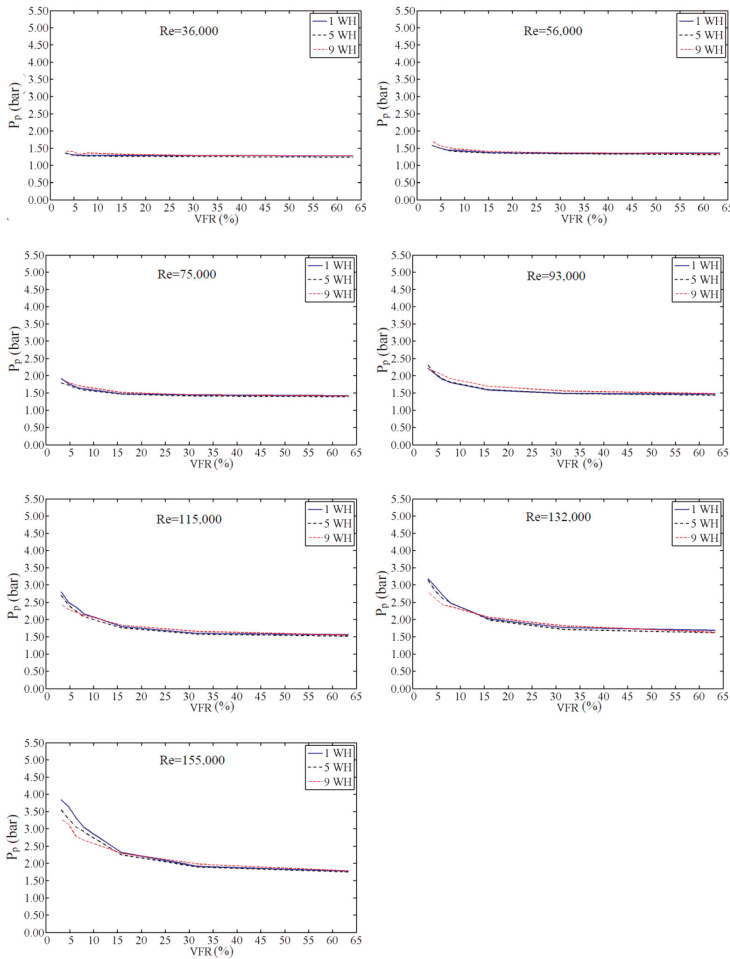 5.50
5.00
4.50
4.00
3.50
3.00
2.50
2.00
1.50
1.00
0.50
0.00
Pp (bar)
Re=36,000
1 WH
5 WH
9 WH
0 5 10 15 20 25 30 35 40 45 50 55 60 65
VFR (%)
5.50
5.00
4.50
4.00
3.50
3.00
2.50
2.00
1.50
1.00
0.50
0.00
Pp (bar)
Re=56,000
1 WH
5 WH
9 WH
0 5 10 15 20 25 30 35 40 45 50 55 60 65
VFR (%)
5.50
5.00
4.50
4.00
3.50
3.00
2.50
2.00
1.50
1.00
0.50
0.00
Pp (bar)
Re=75,000
1 WH
5 WH
9 WH
0 5 10 15 20 25 30 35 40 45 50 55 60 65
VFR (%)
5.50
5.00
4.50
4.00
3.50
3.00
2.50
2.00
1.50
1.00
0.50
0.00
Pp (bar)
Re=93,000
1 WH
5 WH
9 WH
0 5 10 15 20 25 30 35 40 45 50 55 60 65
VFR (%)
5.50
5.00
4.50
4.00
3.50
3.00
2.50
2.00
1.50
1.00
0.50
0.00
Pp (bar)
Re=115,000
1 WH
5 WH
9 WH
0 5 10 15 20 25 30 35 40 45 50 55 60 65
VFR (%)
5.50
5.00
4.50
4.00
3.50
3.00
2.50
2.00
1.50
1.00
0.50
0.00
Pp (bar)
Re=132,000
1 WH
5 WH
9 WH
0 5 10 15 20 25 30 35 40 45 50 55 60 65
VFR (%)
5.50
5.00
4.50
4.00
3.50
3.00
2.50
2.00
1.50
1.00
0.50
0.00
Pp (bar)
Re=155,000
1 WH
5 WH
9 WH
0 5 10 15 20 25 30 35 40 45 50 55 60 65
VFR (%)